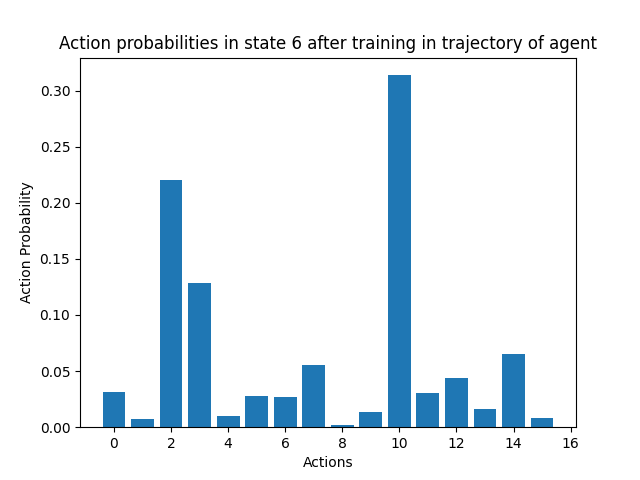 Action probabilities in state 6 after training in trajectory of agent
0.30
0.25
0.20
0.15
0.10
0.05
0.00
Action Probability
0 2 4 6 8 10 12 14 16
Actions